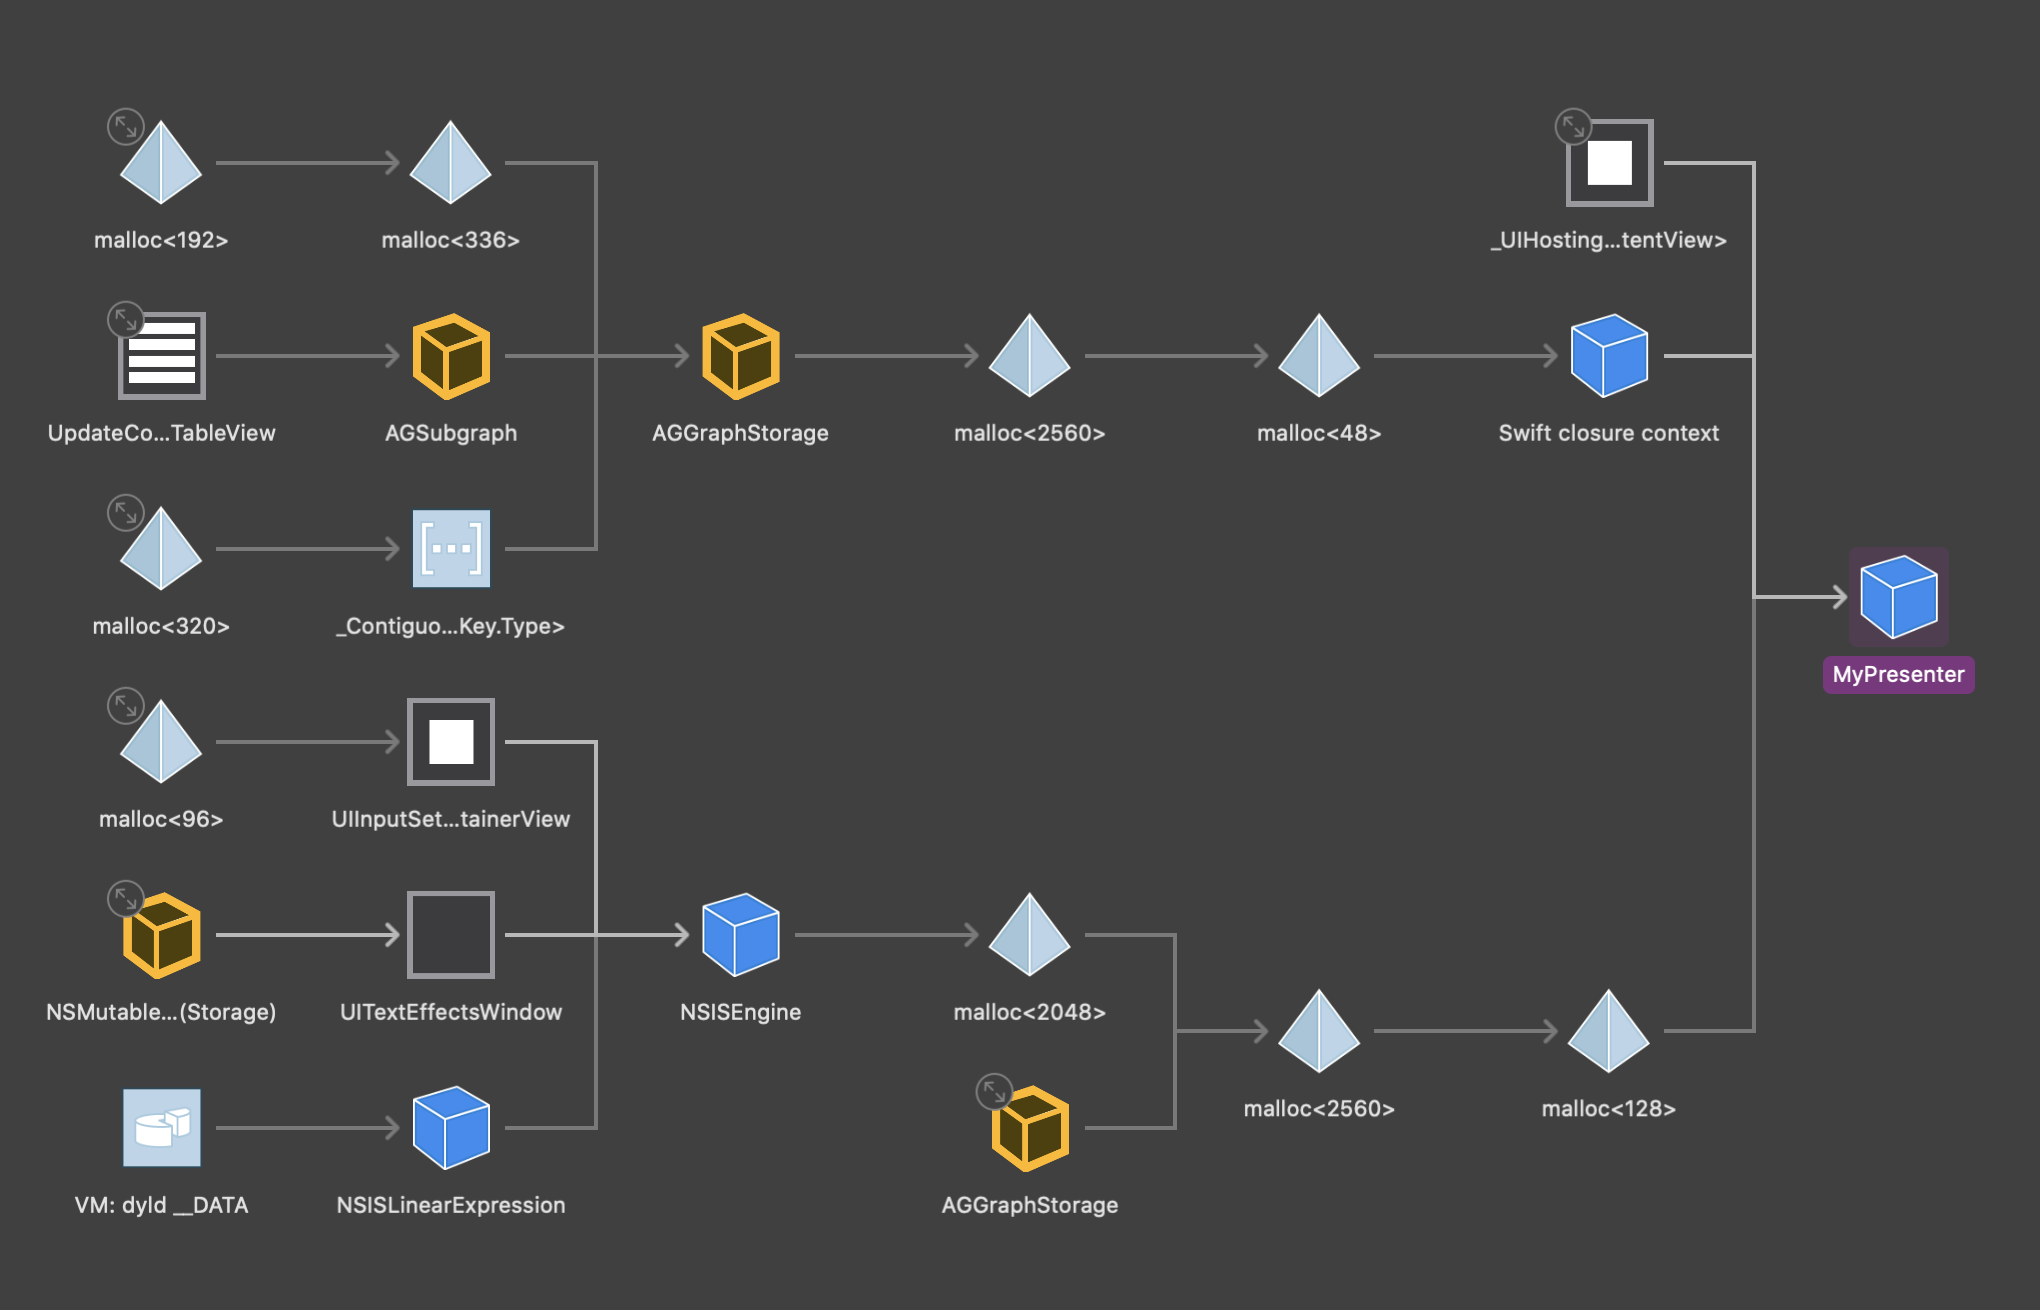 malloc<192>
malloc<336>
_UIHosting...tentView>
UpdateCo...TableView
AGSubgraph
AGGraphStorage
malloc<2560>
malloc<48>
Swift closure context
malloc<320>
_Contiguo...Key.Type>
MyPresenter
malloc<96>
UIInputSet...tainerView
NSMutable...(Storage)
UITextEffectsWindow
NSISEngine
malloc<2048>
malloc<2560>
malloc<128>
VM: dyld __DATA
NSISLinearExpression
AGGraphStorage